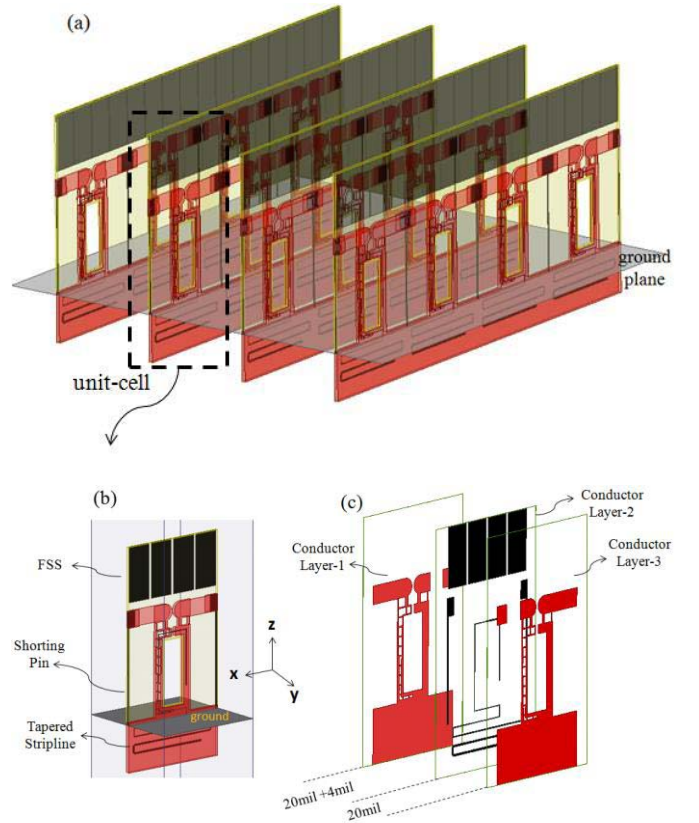 (a)
ground
plane
unit-cell
(b)
FSS
Shorting
Pin
Tapered
Stripline
ground
z
x
y
(c)
Conductor
Layer-1
Conductor
Layer-2
Conductor
Layer-3
20mil +4mil
20mil